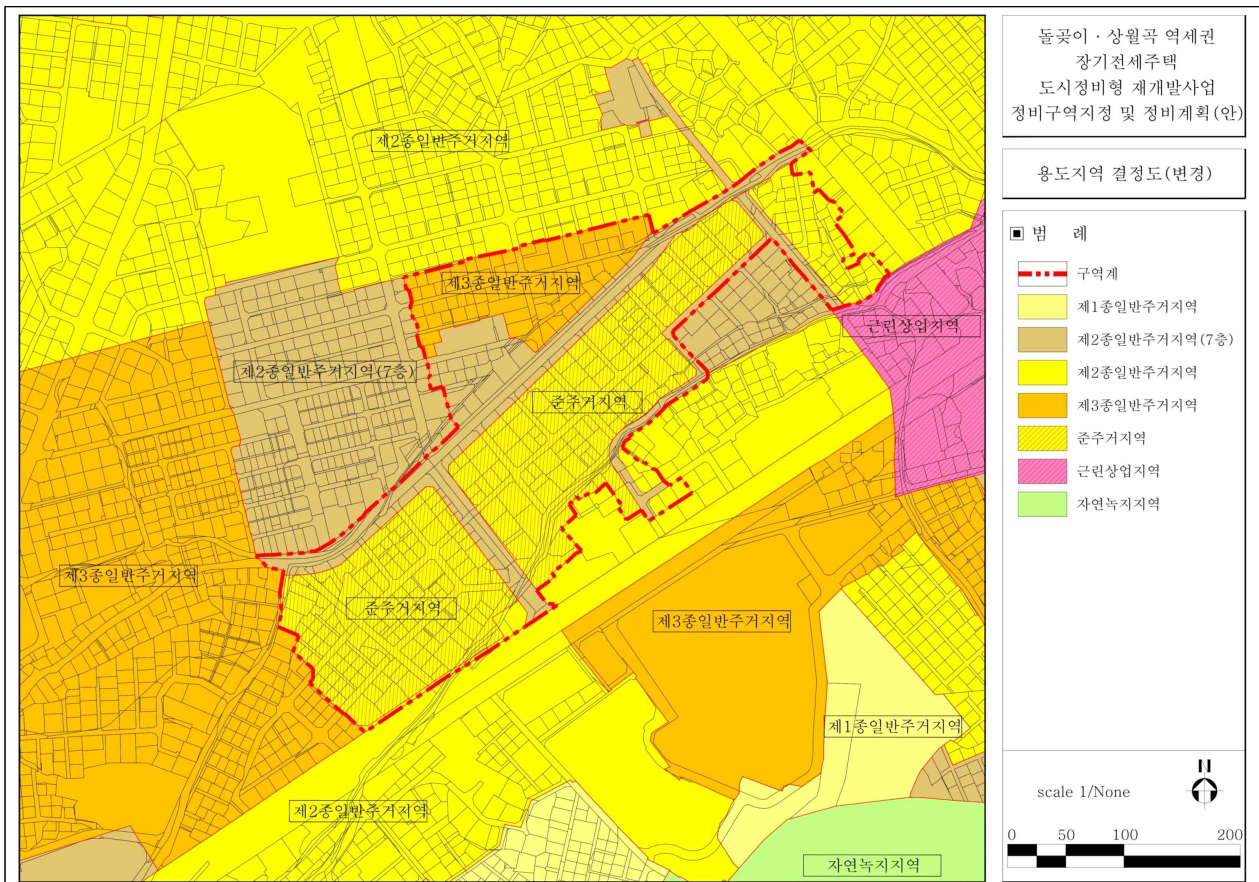 돌곶이 · 상월곡 역세권
장기전세주택
도시정비형 재개발사업
정비구역지정 및 정비계획(안)
용도지역 결정도(변경)
범 례
구역계
제1종일반주거지역
제2종일반주거지역(7층)
제2종일반주거지역
제3종일반주거지역
준주거지역
근린상업지역
자연녹지지역
scale 1/None
N
0 50 100 200
제2종일반주거지역
제3종일반주거지역
근린상업지역
제2종일반주거지역(7층)
준주거지역
제3종일반주거지역
준주거지역
제3종일반주거지역
제1종일반주거지역
제2종일반주거지역
자연녹지지역